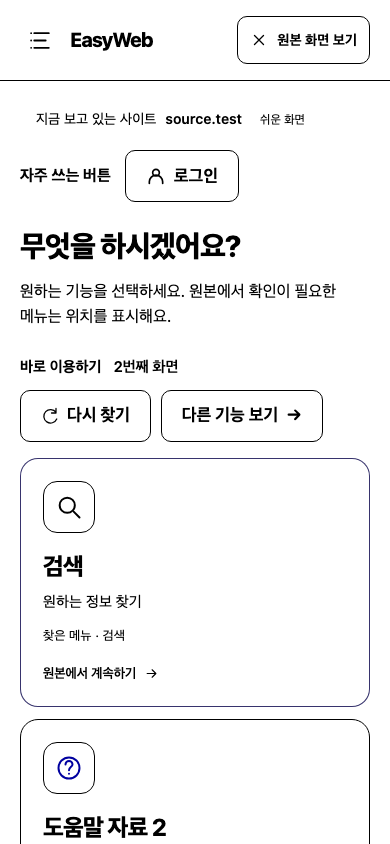 EasyWeb
원본 화면 보기
지금 보고 있는 사이트 source.test 쉬운 화면
자주 쓰는 버튼
로그인
무엇을 하시겠어요?
원하는 기능을 선택하세요. 원본에서 확인이 필요한
메뉴는 위치를 표시해요.
바로 이용하기 2번째 화면
다시 찾기
다른 기능 보기 →
검색
원하는 정보 찾기
찾은 메뉴 · 검색
원본에서 계속하기 →
도움말 자료 2